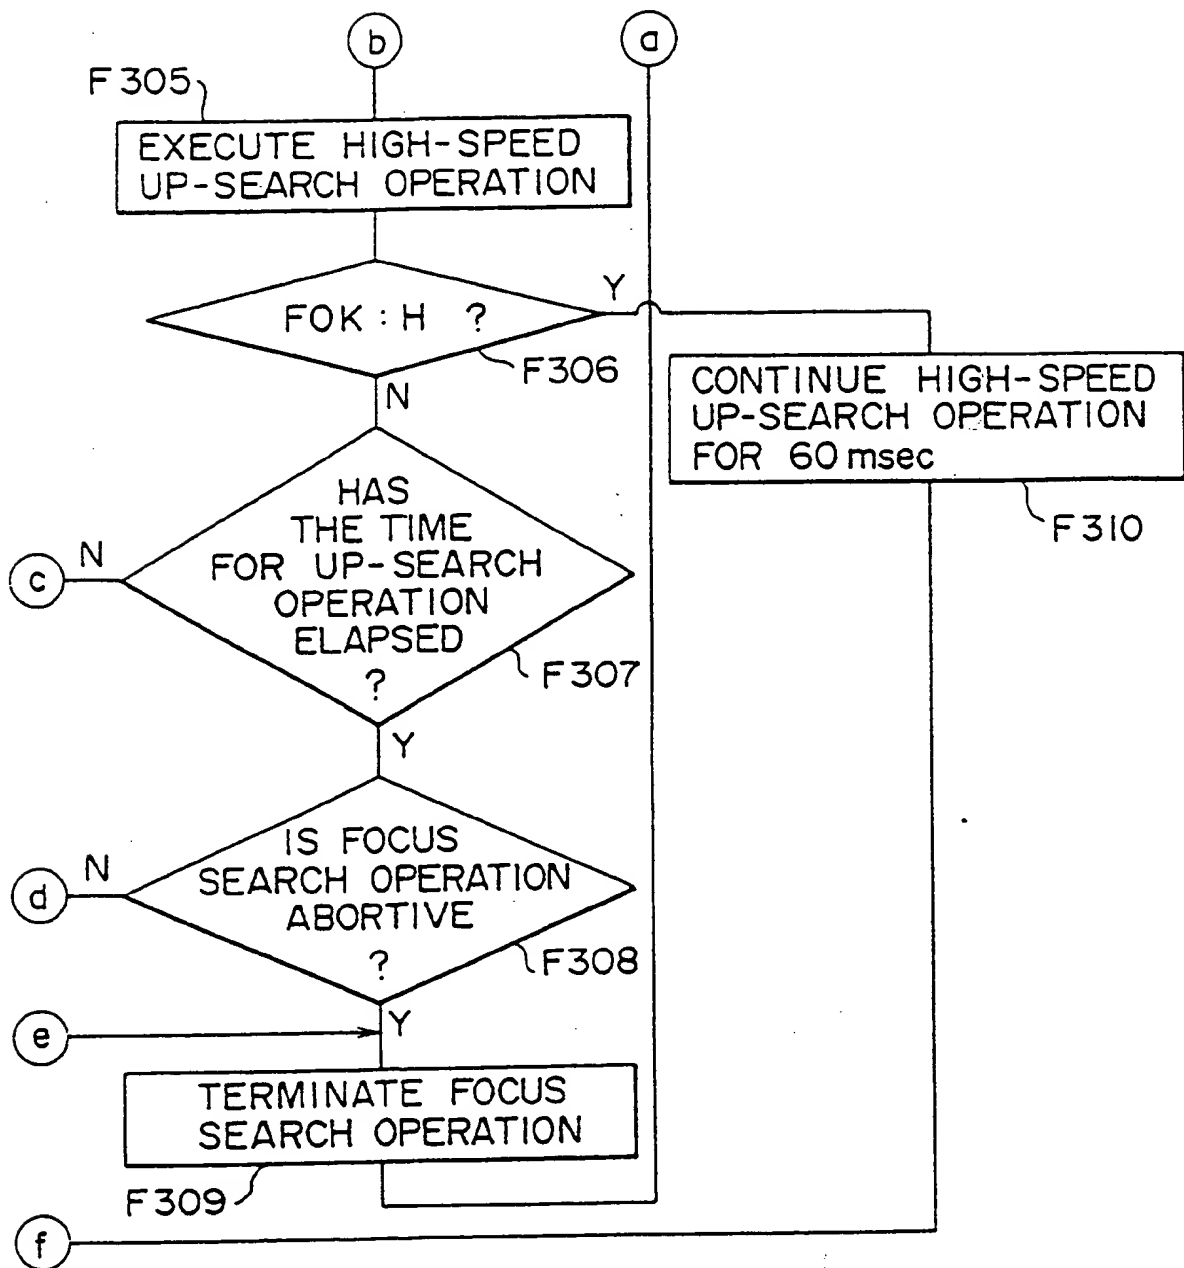 b
a
F305
EXECUTE HIGH-SPEED
UP-SEARCH OPERATION
Y
FOK : H ?
F306
N
CONTINUE HIGH-SPEED
UP-SEARCH OPERATION
FOR 60 msec
F310
HAS
THE TIME
FOR UP-SEARCH
OPERATION
ELAPSED
?
N
c
F307
Y
IS FOCUS
SEARCH OPERATION
ABORTIVE
?
N
d
F308
Y
e
TERMINATE FOCUS
SEARCH OPERATION
F309
f